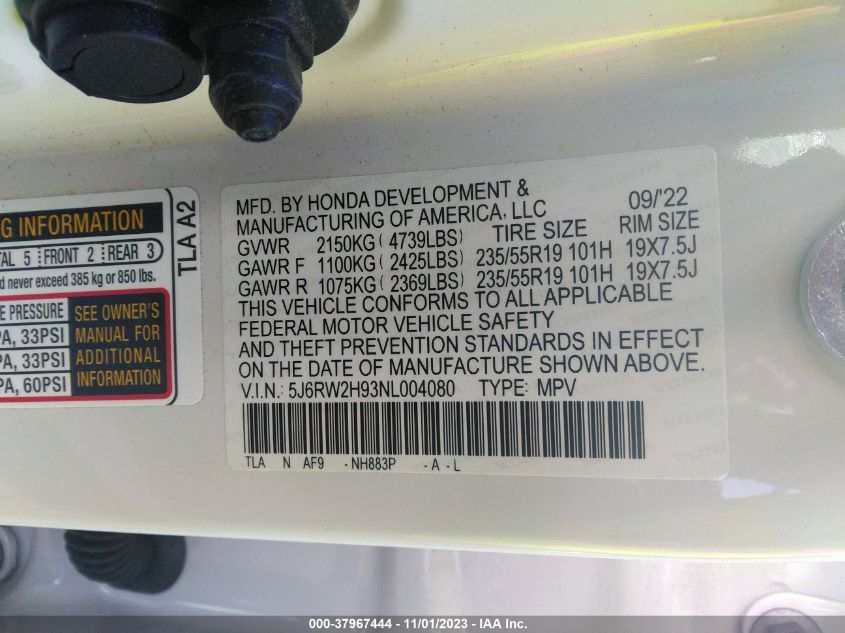 G INFORMATION
TAL 5 FRONT 2 REAR 3
d never exceed 385 kg or 850 lbs.
E PRESSURE
PA, 33PSI
PA, 33PSI
PA, 60PSI
SEE OWNER'S
MANUAL FOR
ADDITIONAL
INFORMATION
TLA A2
MFD. BY HONDA DEVELOPMENT & 09/'22
MANUFACTURING OF AMERICA, LLC TIRE SIZE RIM SIZE
GVWR 2150KG( 4739LBS)
GAWR F 1100KG( 2425LBS) 235/55R19 101H 19X7.5J
GAWR R 1075KG( 2369LBS) 235/55R19 101H 19X7.5J
THIS VEHICLE CONFORMS TO ALL APPLICABLE
FEDERAL MOTOR VEHICLE SAFETY
AND THEFT PREVENTION STANDARDS IN EFFECT
ON THE DATE OF MANUFACTURE SHOWN ABOVE.
V.I.N.: 5J6RW2H93NL004080 TYPE: MPV
TLA N AF9 -NH883P -A -L
000-37967444 - 11/01/2023 - IAA Inc.